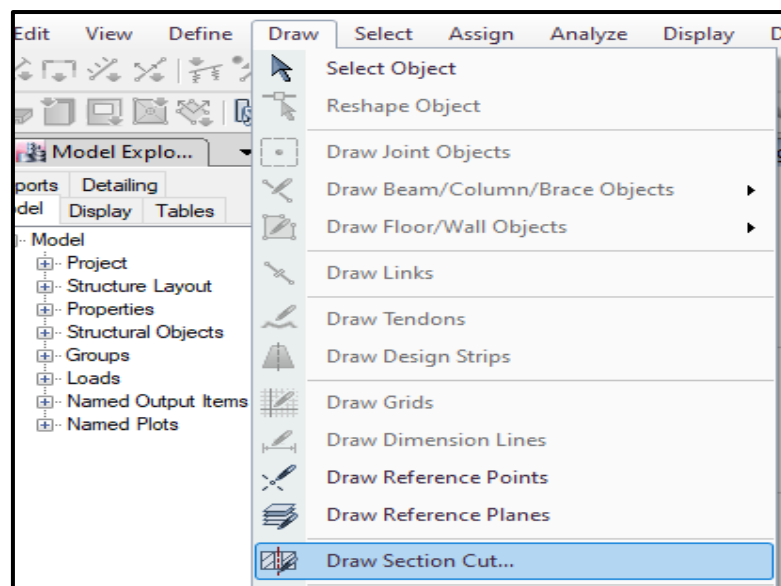 Edit View Define Draw Select Assign Analyze Display D
Select Object
Reshape Object
Model Explo...
Draw Joint Objects
ports Detailing
del Display Tables
Draw Beam/Column/Brace Objects
Model
Draw Floor/Wall Objects
Project
Structure Layout
Draw Links
Properties
Structural Objects
Draw Tendons
Groups
Draw Design Strips
Loads
Named Output Items
Draw Grids
Named Plots
Draw Dimension Lines
Draw Reference Points
Draw Reference Planes
Draw Section Cut...